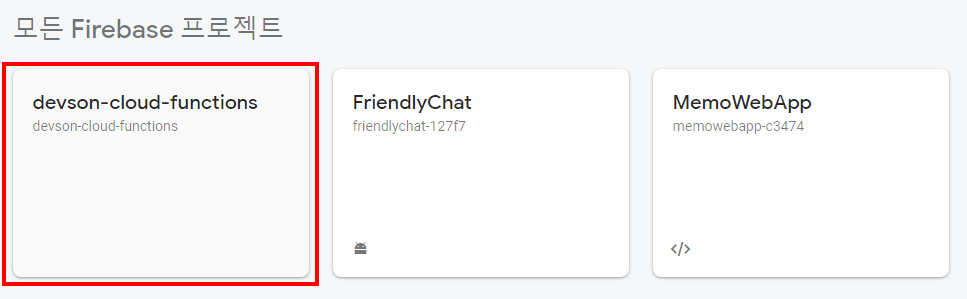 모든 Firebase 프로젝트
devson-cloud-functions
devson-cloud-functions
FriendlyChat
friendlychat-127f7
MemoWebApp
memowebapp-c3474